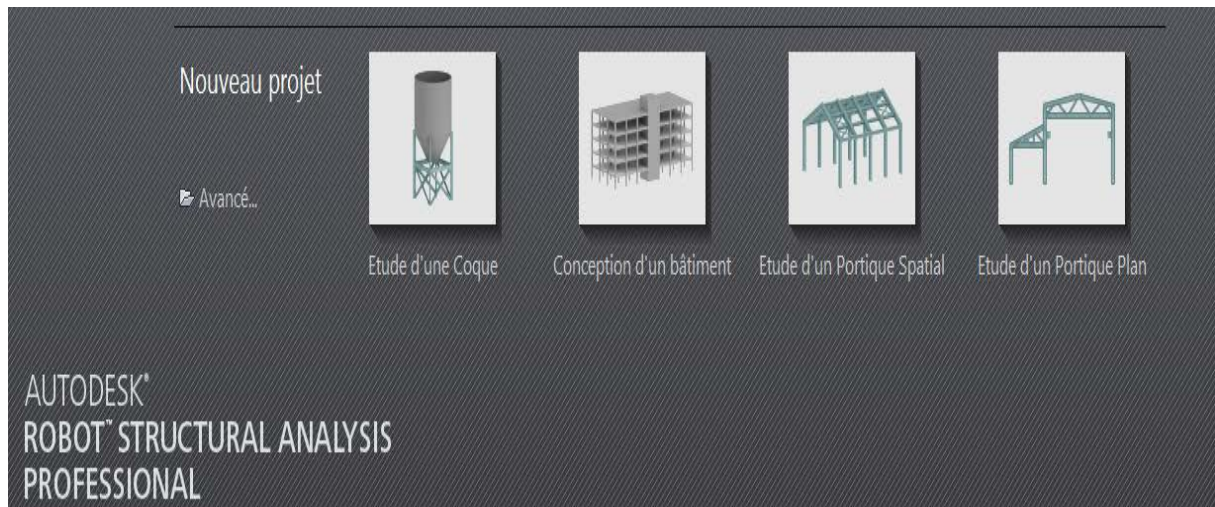 Nouveau projet
Avancé...
Etude d'une Coque
Conception d'un bâtiment
Etude d'un Portique Spatial
Etude d'un Portique Plan
AUTODESK®
ROBOT™ STRUCTURAL ANALYSIS
PROFESSIONAL